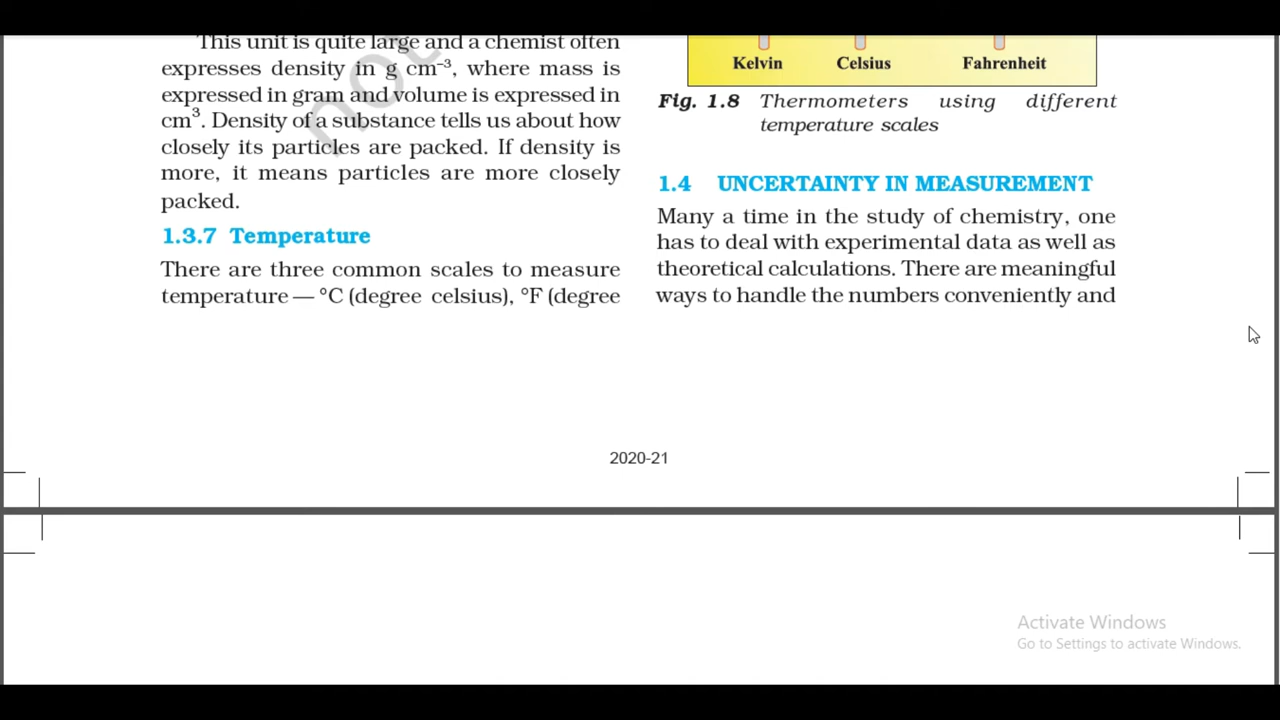 This unit is quite large and a chemist often
expresses density in g cm⁻³, where mass is
expressed in gram and volume is expressed in
cm³. Density of a substance tells us about how
closely its particles are packed. If density is
more, it means particles are more closely
packed.
1.3.7 Temperature
There are three common scales to measure
temperature — °C (degree celsius), °F (degree
not
Kelvin Celsius Fahrenheit
Fig. 1.8 Thermometers using different
temperature scales
1.4 UNCERTAINTY IN MEASUREMENT
Many a time in the study of chemistry, one
has to deal with experimental data as well as
theoretical calculations. There are meaningful
ways to handle the numbers conveniently and
2020-21
Activate Windows
Go to Settings to activate Windows.